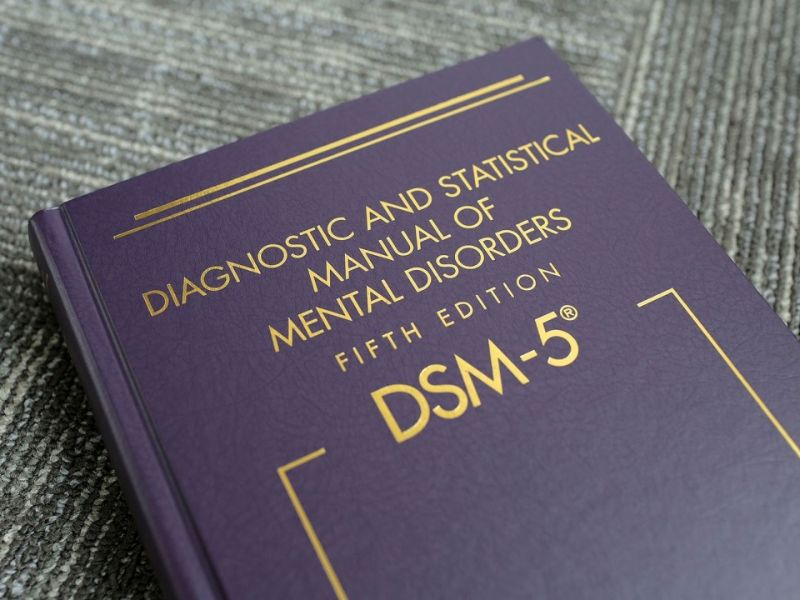 DIAGNOSTIC AND STATISTICAL
MANUAL OF
MENTAL DISORDERS
FIFTH EDITION
DSM-5®